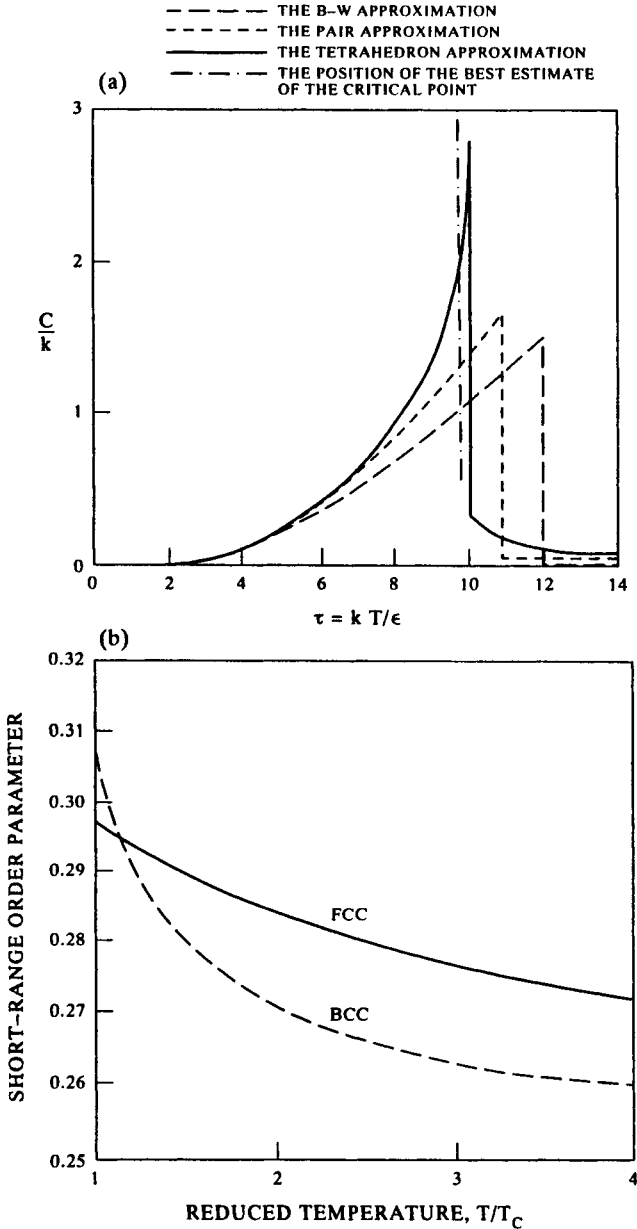 THE B–W APPROXIMATION
THE PAIR APPROXIMATION
THE TETRAHEDRON APPROXIMATION
THE POSITION OF THE BEST ESTIMATE
OF THE CRITICAL POINT
(a)
3
2
1
0
C/k
0 2 4 6 8 10 12 14
τ = k T/ε
(b)
0.32
0.31
0.30
0.29
0.28
0.27
0.26
0.25
SHORT–RANGE ORDER PARAMETER
FCC
BCC
1 2 3 4
REDUCED TEMPERATURE, T/T_C